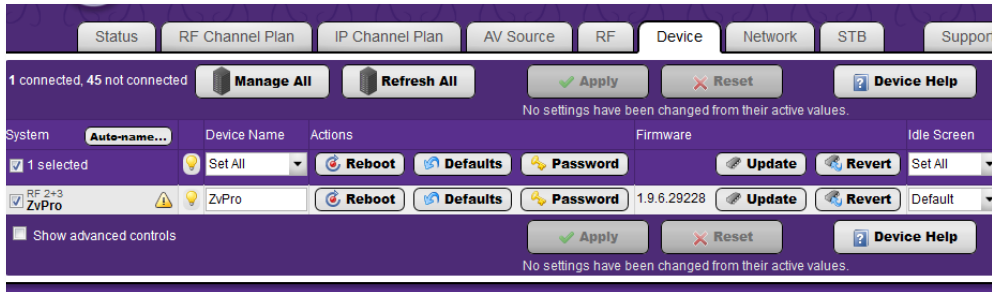 Status RF Channel Plan IP Channel Plan AV Source RF Device Network STB Suppor
1 connected, 45 not connected Manage All Refresh All Apply Reset Device Help
No settings have been changed from their active values.
System Auto-name... Device Name Actions Firmware Idle Screen
1 selected Set All Reboot Defaults Password Update Revert Set All
RF 2+3
ZvPro ZvPro Reboot Defaults Password 1.9.6.29228 Update Revert Default
Show advanced controls Apply Reset Device Help
No settings have been changed from their active values.